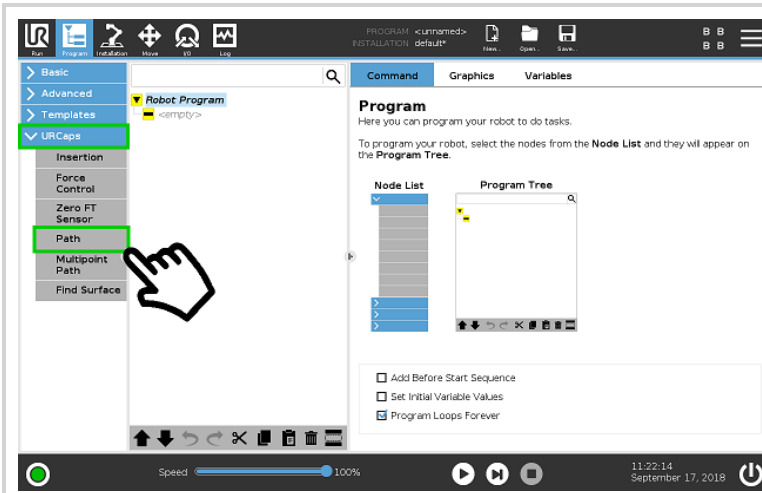 UR
PROGRAM <unnamed>
INSTALLATION default*
Run Program Installation Move I/O Log
New... Open... Save...
B B
B B
Basic
Advanced
Templates
URCaps
Insertion
Force
Control
Zero FT
Sensor
Path
Multipoint
Path
Find Surface
Robot Program
<empty>
Command Graphics Variables
Program
Here you can program your robot to do tasks.
To program your robot, select the nodes from the Node List and they will appear on
the Program Tree.
Node List Program Tree
Add Before Start Sequence
Set Initial Variable Values
Program Loops Forever
Speed 100%
11:22:14
September 17, 2018